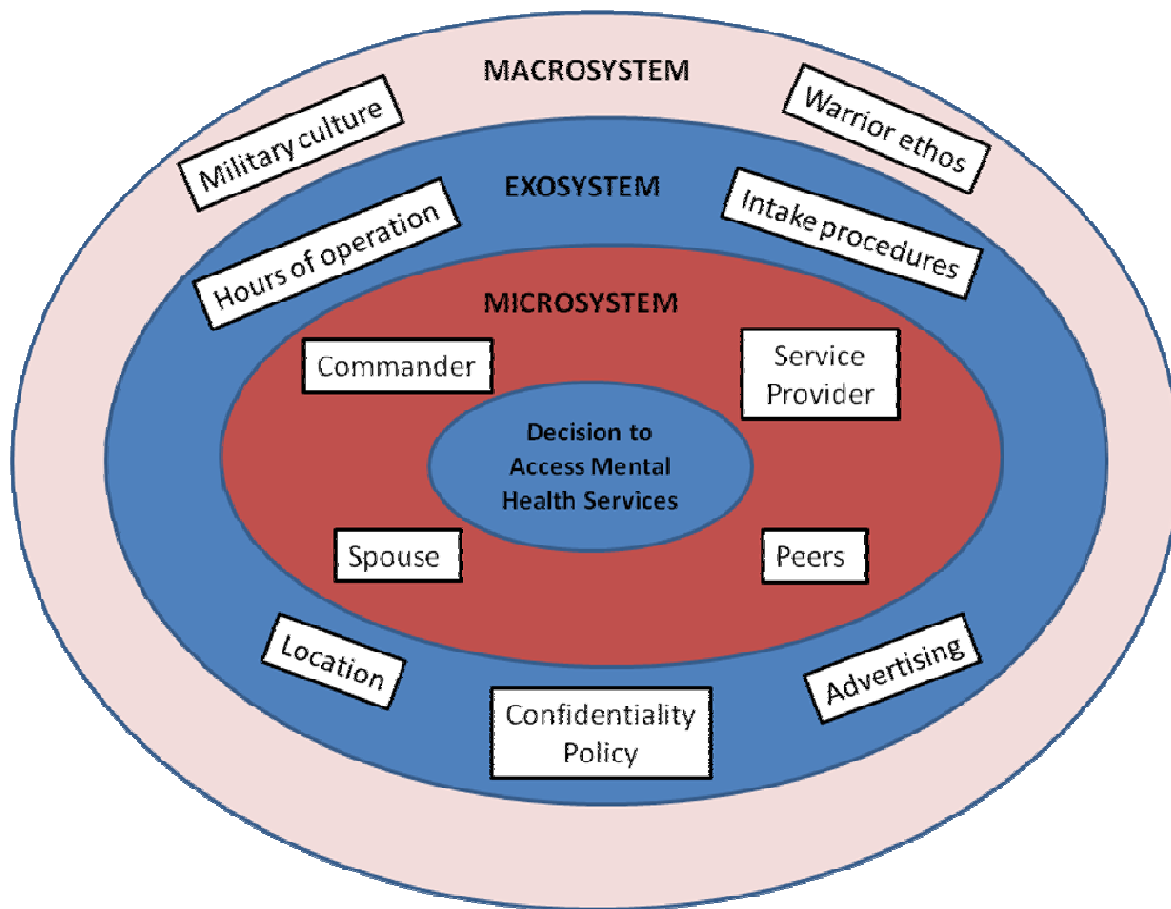 MACROSYSTEM
Military culture
Warrior ethos
EXOSYSTEM
Hours of operation
Intake procedures
MICROSYSTEM
Commander
Service
Provider
Decision to
Access Mental
Health Services
Spouse
Peers
Location
Advertising
Confidentiality
Policy